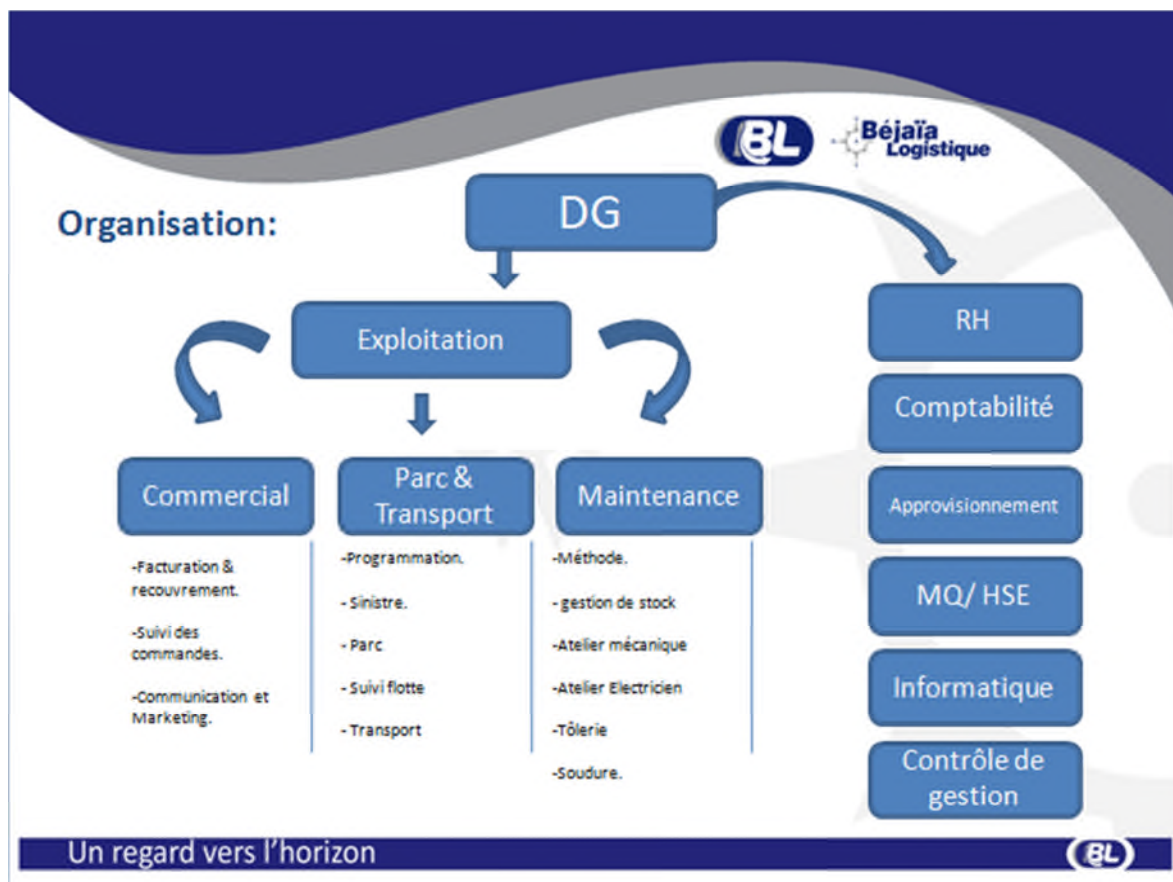 BL
Béjaïa
Logistique
Organisation:
DG
Exploitation
Commercial
Parc &
Transport
Maintenance
-Facturation &
recouvrement.
-Suivi des
commandes.
-Communication et
Marketing.
-Programmation.
- Sinistre.
- Parc
- Suivi flotte
- Transport
-Méthode.
- gestion de stock
-Atelier mécanique
-Atelier Electricien
-Tôlerie
-Soudure.
RH
Comptabilité
Approvisionnement
MQ/ HSE
Informatique
Contrôle de
gestion
Un regard vers l'horizon
BL